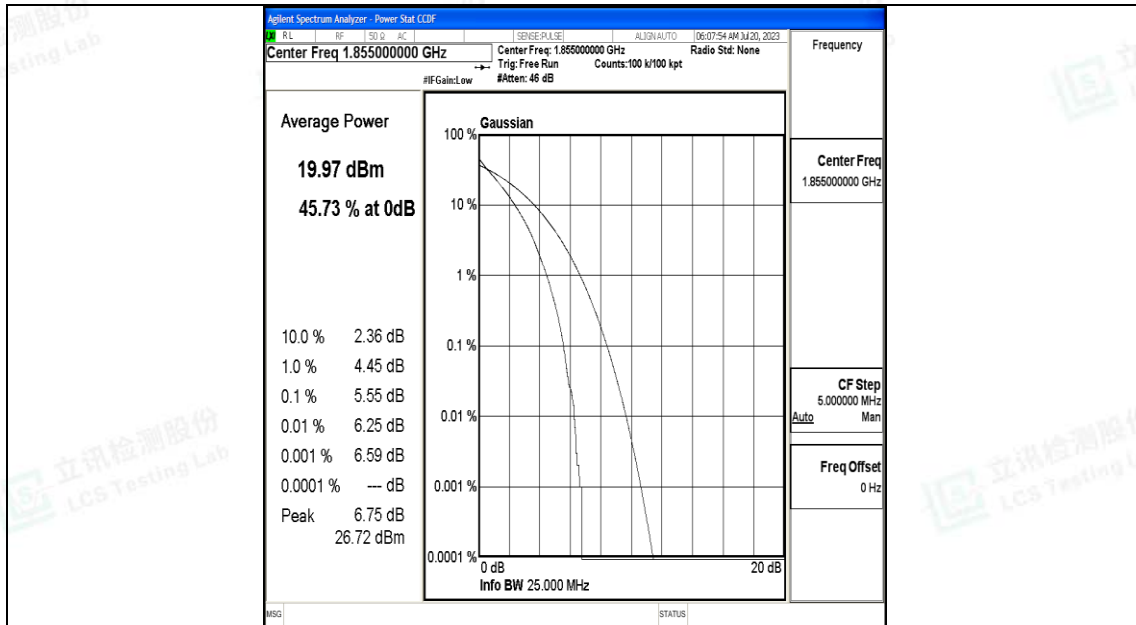 Agilent Spectrum Analyzer - Power Stat CCDF
LXI RL RF 50 Ω AC SENSE:PULSE ALIGN AUTO 06:07:54 AM Jul 20, 2023
Center Freq 1.855000000 GHz
Center Freq: 1.855000000 GHz Radio Std: None
Trig: Free Run Counts:100 k/100 kpt
#IFGain:Low #Atten: 46 dB
Frequency
Average Power
19.97 dBm
45.73 % at 0dB
10.0 % 2.36 dB
1.0 % 4.45 dB
0.1 % 5.55 dB
0.01 % 6.25 dB
0.001 % 6.59 dB
0.0001 % --- dB
Peak 6.75 dB
26.72 dBm
Gaussian
100 %
10 %
1 %
0.1 %
0.01 %
0.001 %
0.0001 %
0 dB 20 dB
Info BW 25.000 MHz
Center Freq
1.855000000 GHz
CF Step
5.000000 MHz
Auto Man
Freq Offset
0 Hz
MSG STATUS
立讯检测股份
LCS Testing Lab
立讯检测股份